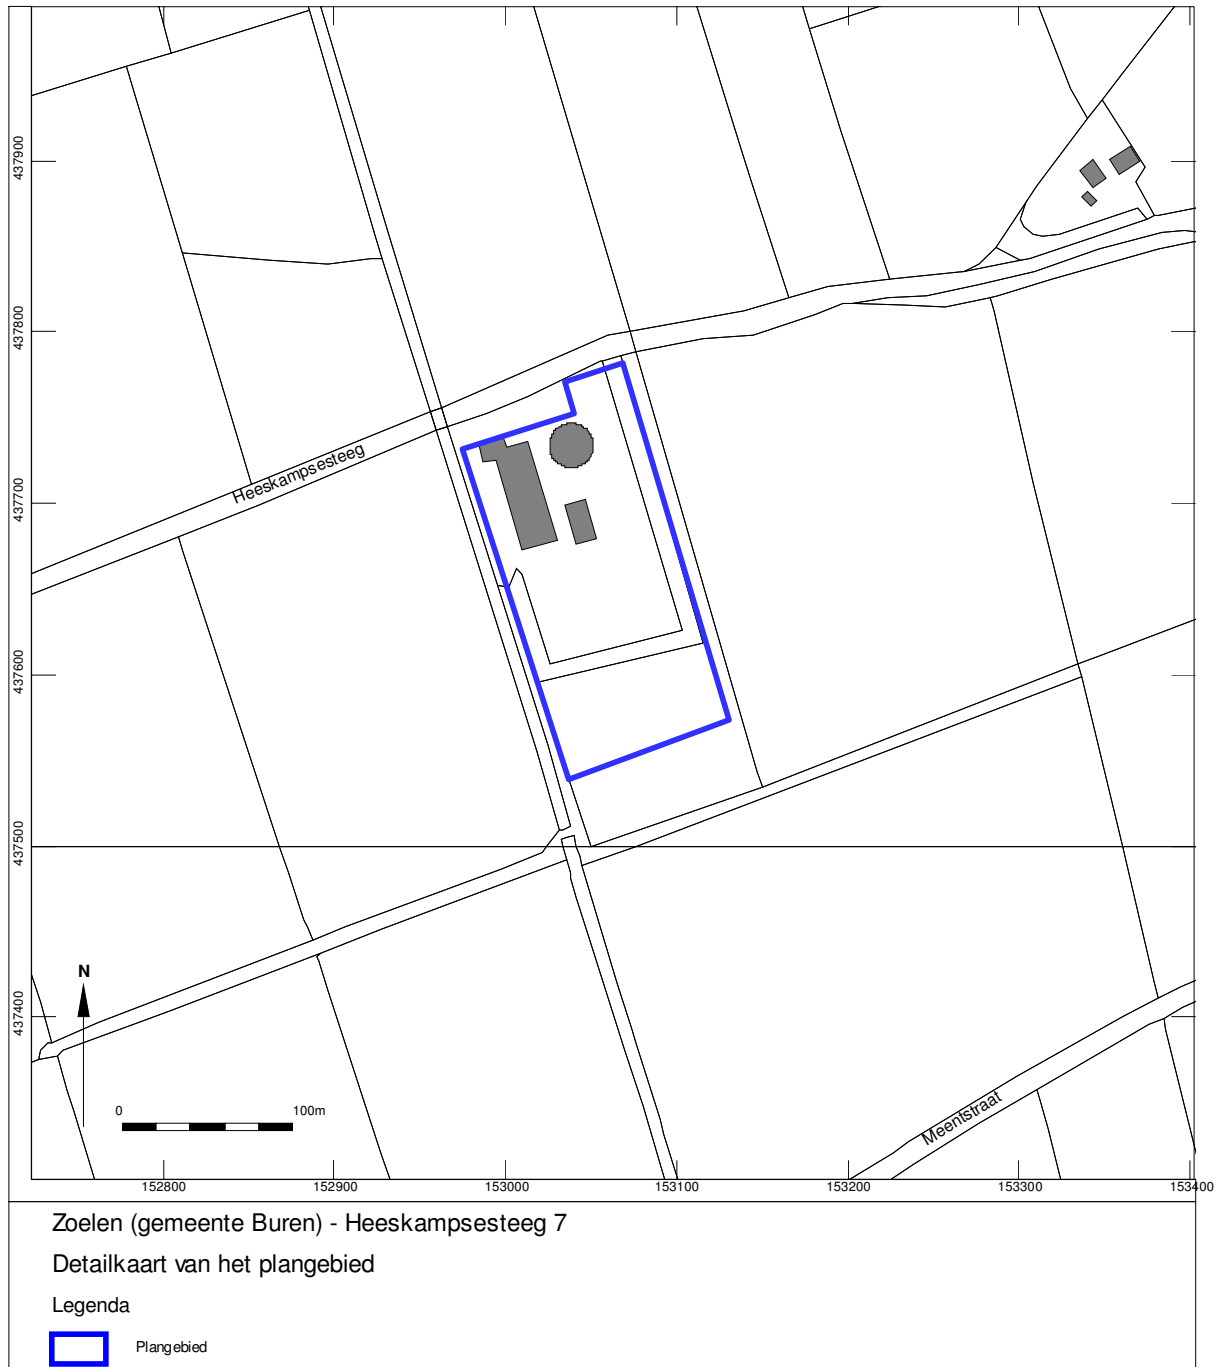 437900
437800
437700
437600
437500
437400
Heeskampsesteeg
Meentstraat
N
0 100m
152800 152900 153000 153100 153200 153300 153400
Zoelen (gemeente Buren) - Heeskampsesteeg 7
Detailkaart van het plangebied
Legenda
Plangebied